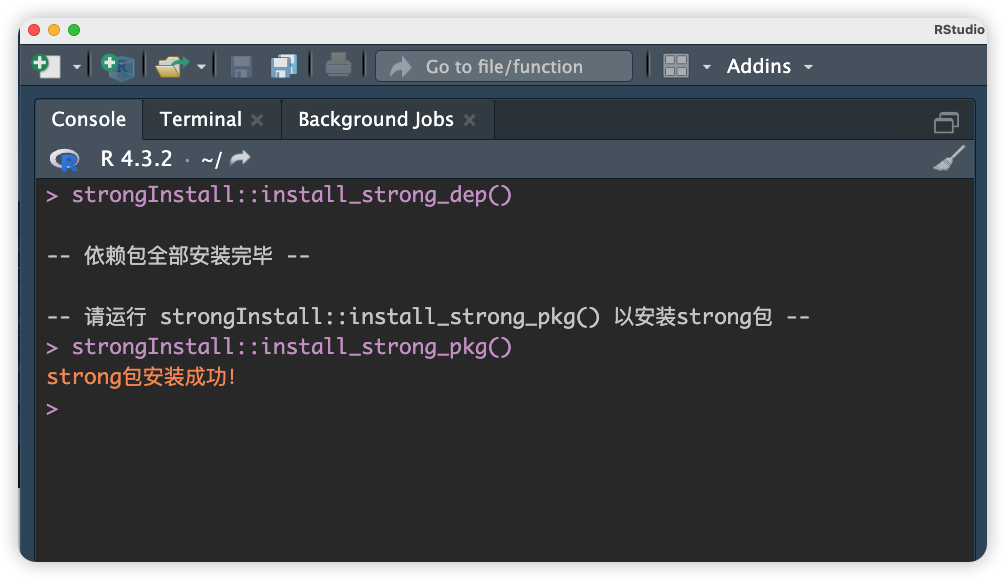 RStudio
Go to file/function
Addins
Console Terminal Background Jobs
R 4.3.2 · ~/
> strongInstall::install_strong_dep()
-- 依赖包全部安装完毕 --
-- 请运行 strongInstall::install_strong_pkg() 以安装strong包 --
> strongInstall::install_strong_pkg()
strong包安装成功!
>